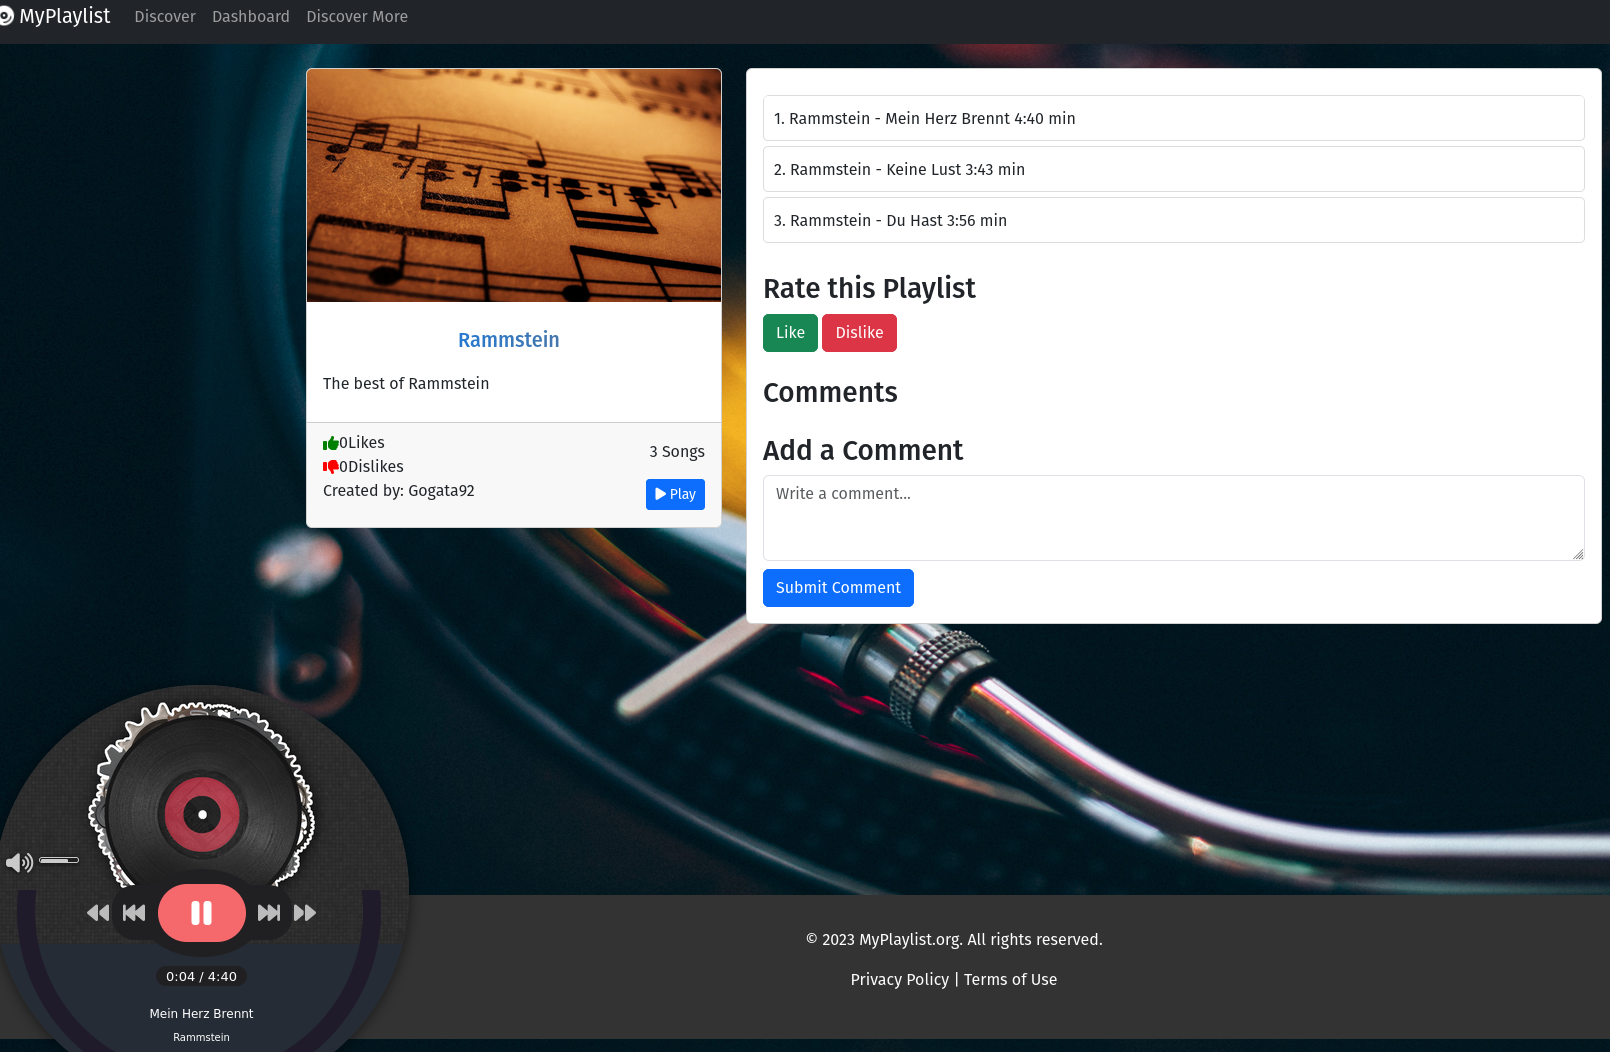 MyPlaylist Discover Dashboard Discover More
Rammstein
The best of Rammstein
0Likes
0Dislikes
Created by: Gogata92
3 Songs
Play
1. Rammstein - Mein Herz Brennt 4:40 min
2. Rammstein - Keine Lust 3:43 min
3. Rammstein - Du Hast 3:56 min
Rate this Playlist
Like Dislike
Comments
Add a Comment
Write a comment...
Submit Comment
0:04 / 4:40
Mein Herz Brennt
Rammstein
© 2023 MyPlaylist.org. All rights reserved.
Privacy Policy | Terms of Use